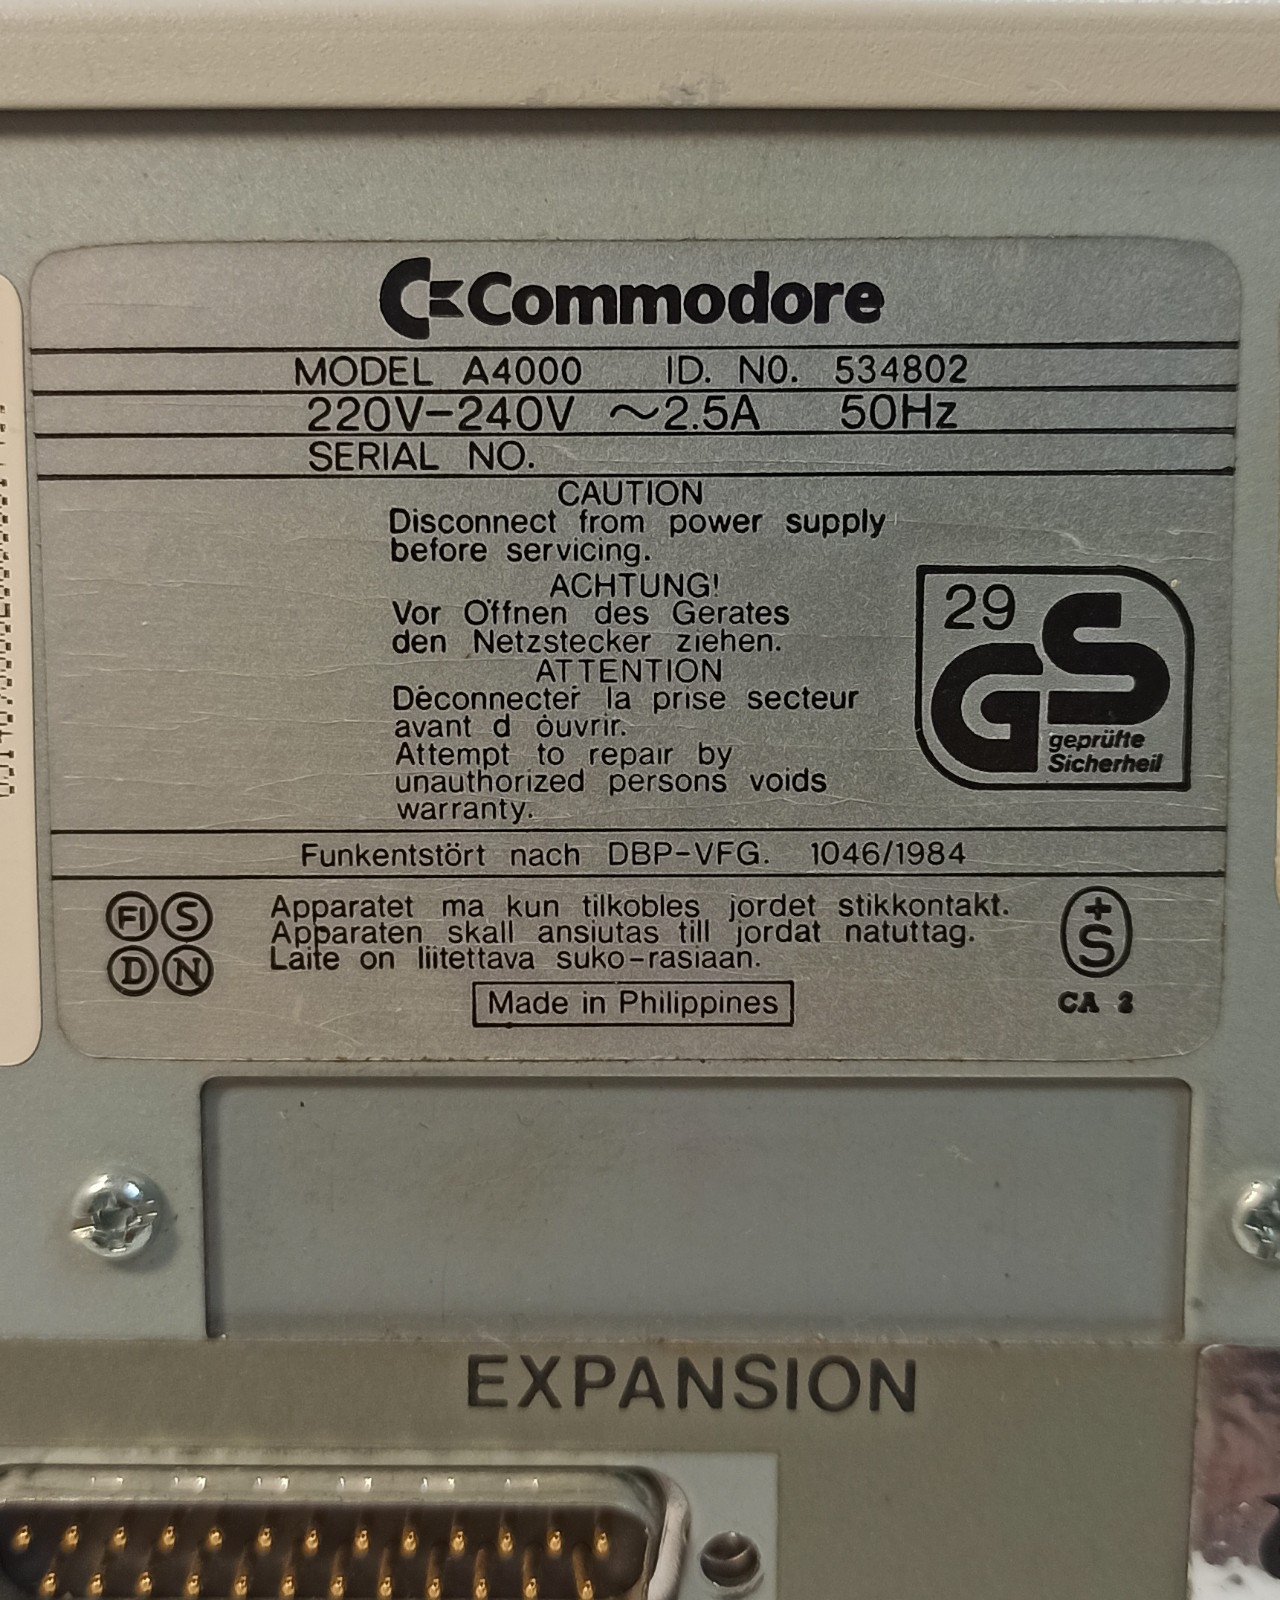 Commodore
MODEL A4000 ID. NO. 534802
220V-240V ~2.5A 50Hz
SERIAL NO.
CAUTION
Disconnect from power supply
before servicing.
ACHTUNG!
Vor Öffnen des Gerates
den Netzstecker ziehen.
ATTENTION
Déconnecter la prise secteur
avant d ouvrir.
Attempt to repair by
unauthorized persons voids
warranty.
29
GS
geprüfte
Sicherheit
Funkentstört nach DBP-VFG. 1046/1984
FI S
D N
Apparatet ma kun tilkobles jordet stikkontakt.
Apparaten skall ansiutas till jordat natuttag.
Laite on liitettava suko-rasiaan.
+S
CA 2
Made in Philippines
EXPANSION